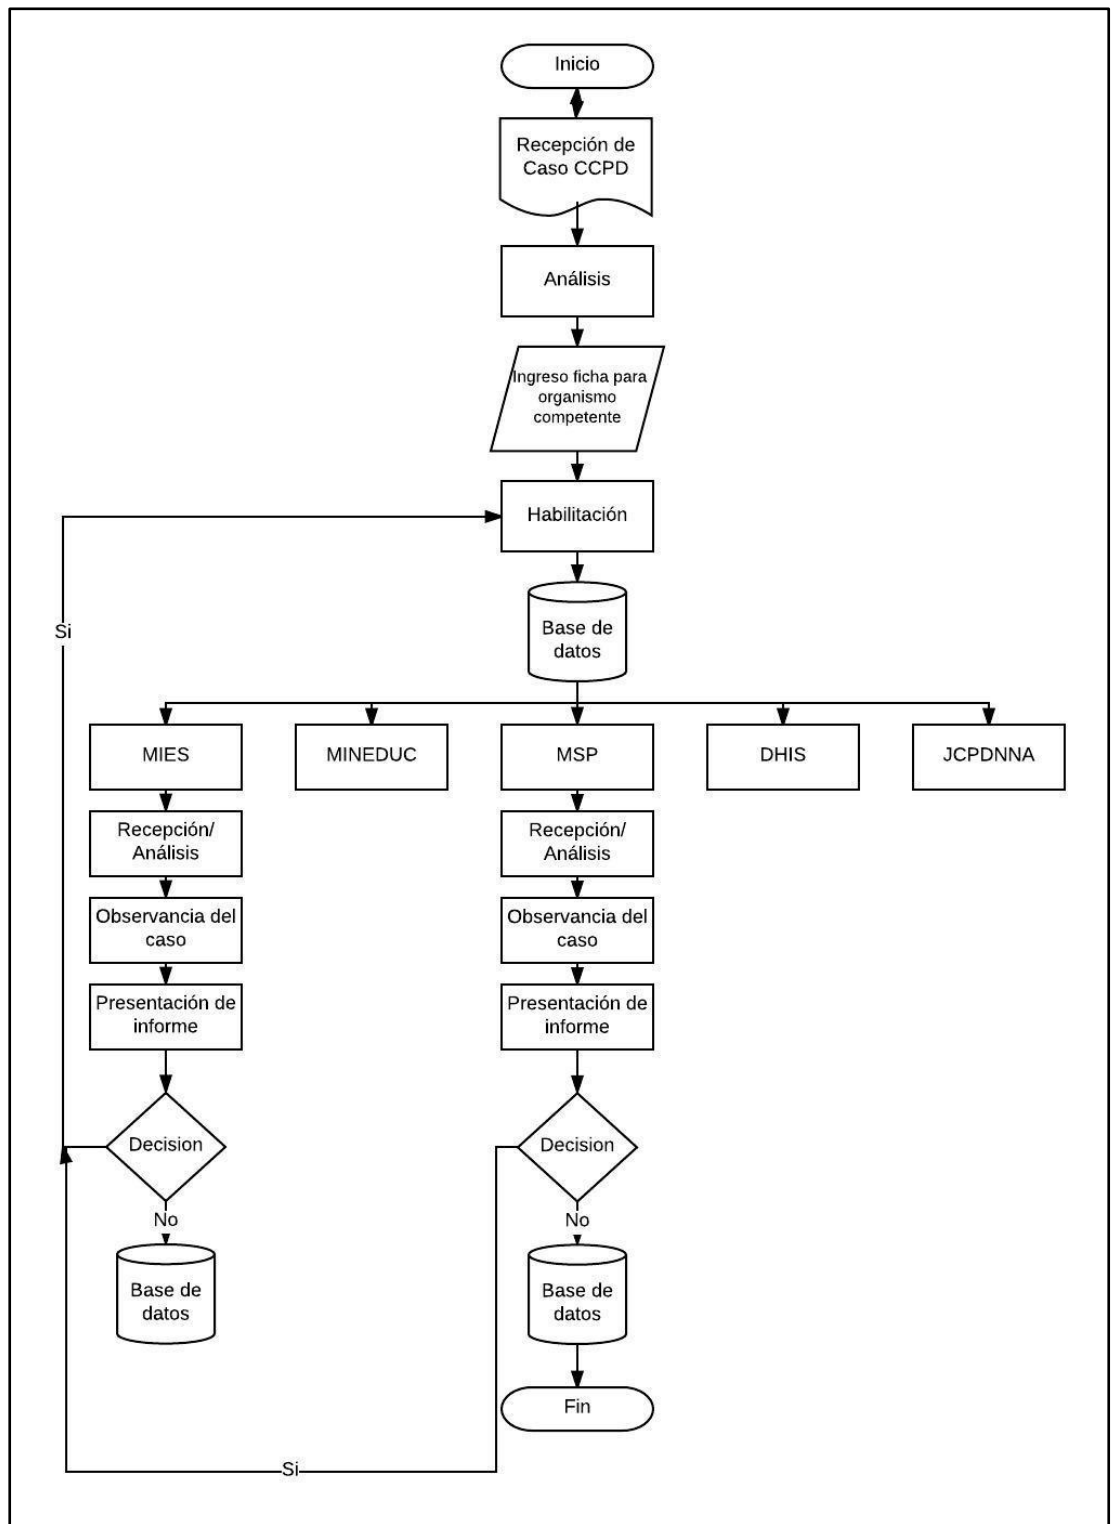 Inicio
Recepción de
Caso CCPD
Análisis
Ingreso ficha para
organismo
competente
Habilitación
Base de
datos
Si
MIES
MINEDUC
MSP
DHIS
JCPDNNA
Recepción/
Análisis
Observancia del
caso
Presentación de
informe
Decision
No
Base de
datos
Recepción/
Análisis
Observancia del
caso
Presentación de
informe
Decision
No
Base de
datos
Fin
Si